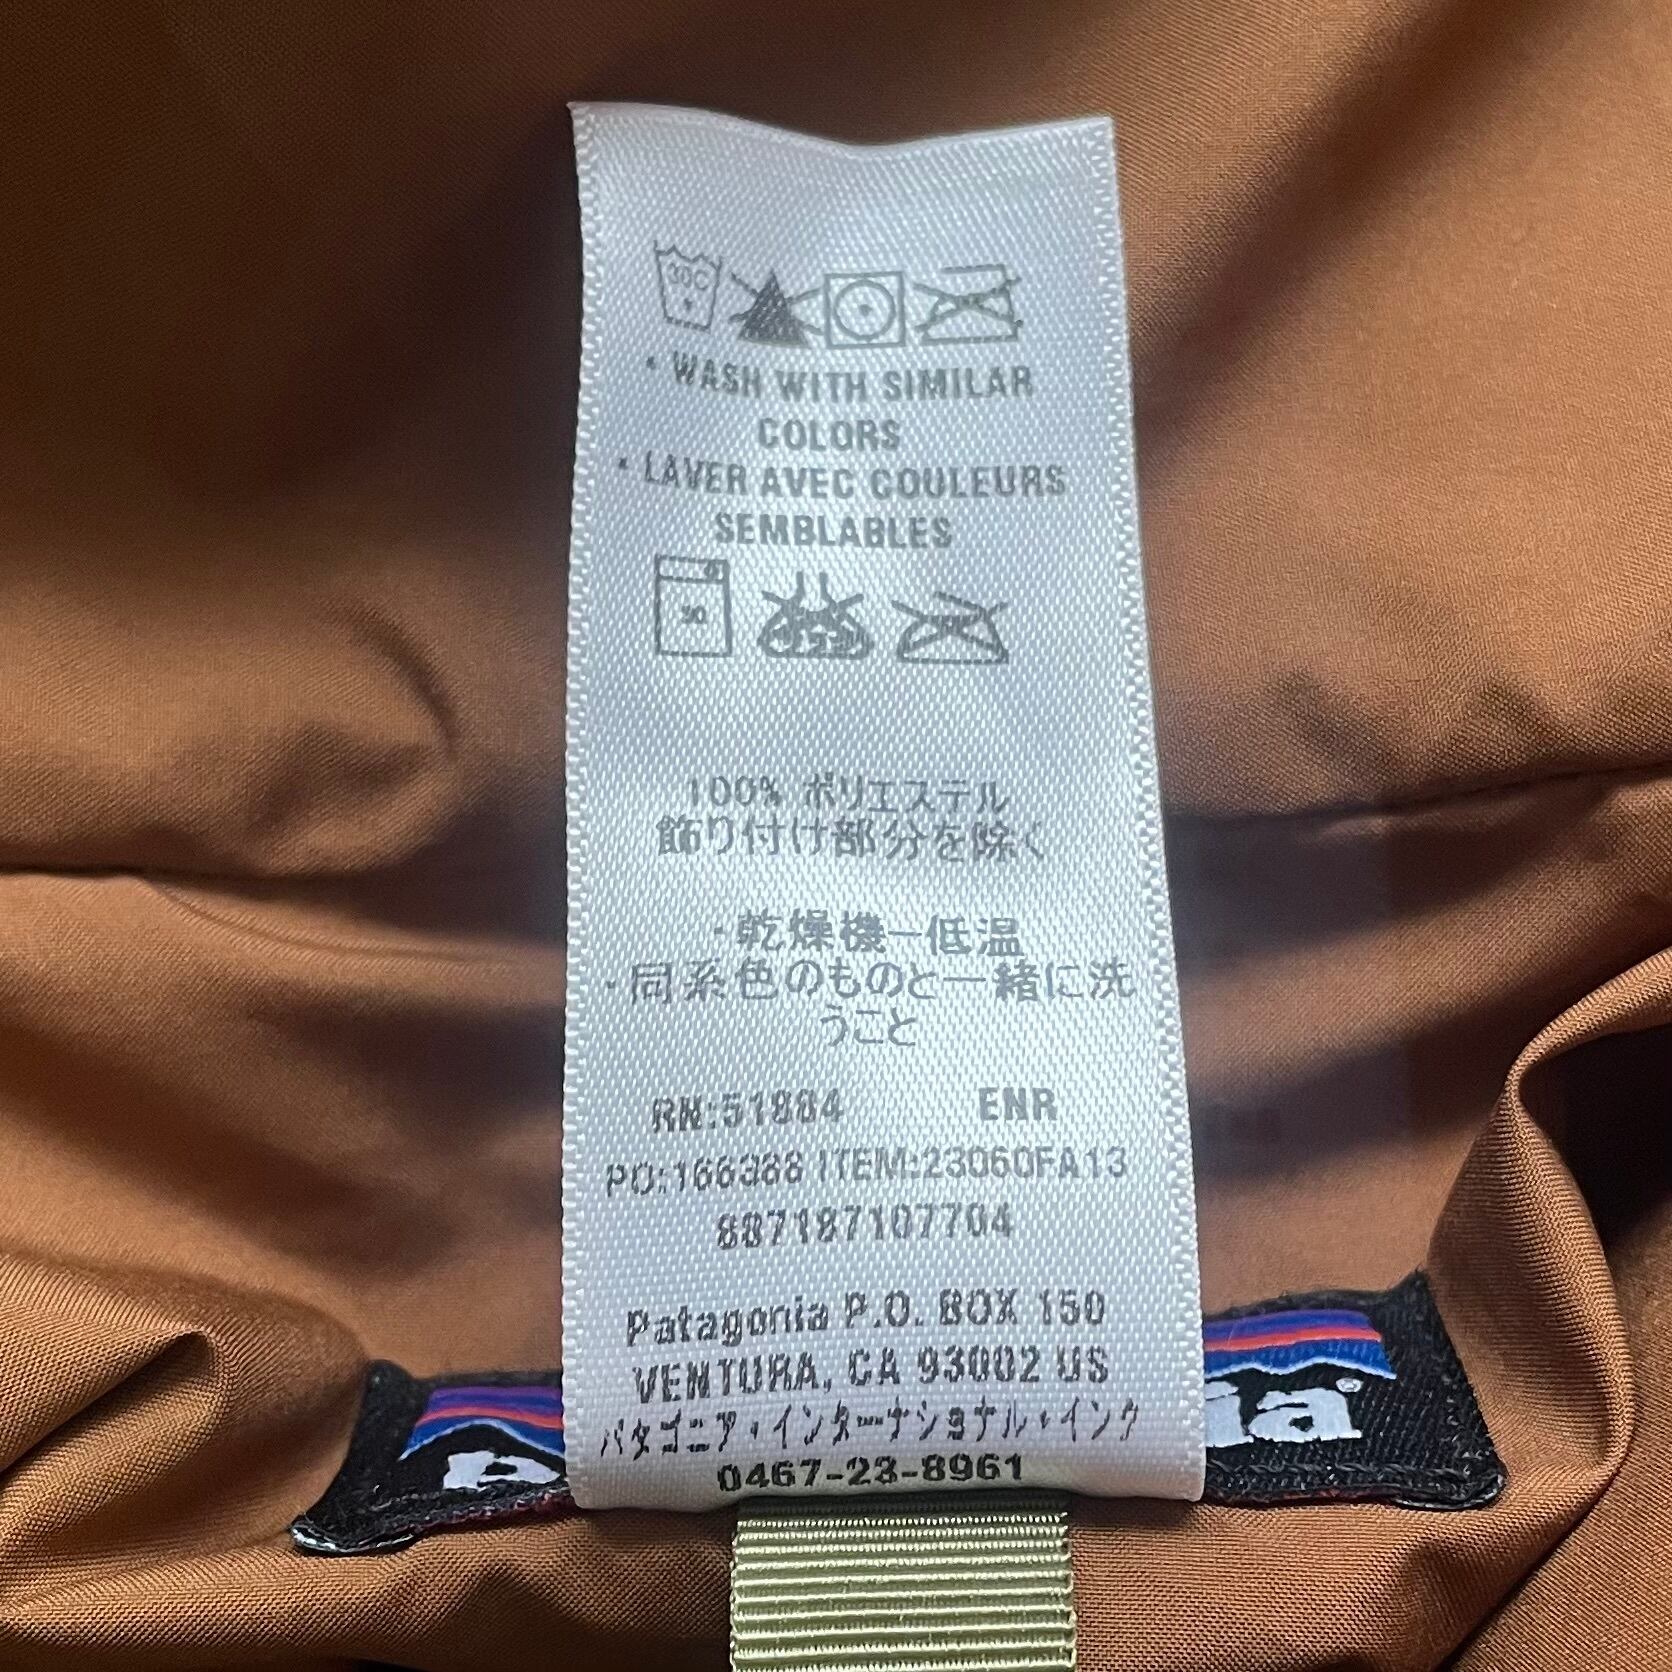 30C
• WASH WITH SIMILAR
COLORS
• LAVER AVEC COULEURS
SEMBLABLES
30
100% ポリエステル
飾り付け部分を除く
・乾燥機ー低温
・同系色のものと一緒に洗
うこと
RN:51884 ENR
PO:166388 ITEM:23060FA13
887187107704
Patagonia P.O. BOX 150
VENTURA, CA 93002 US
パタゴニア・インターナショナル・インク
0467-23-8961